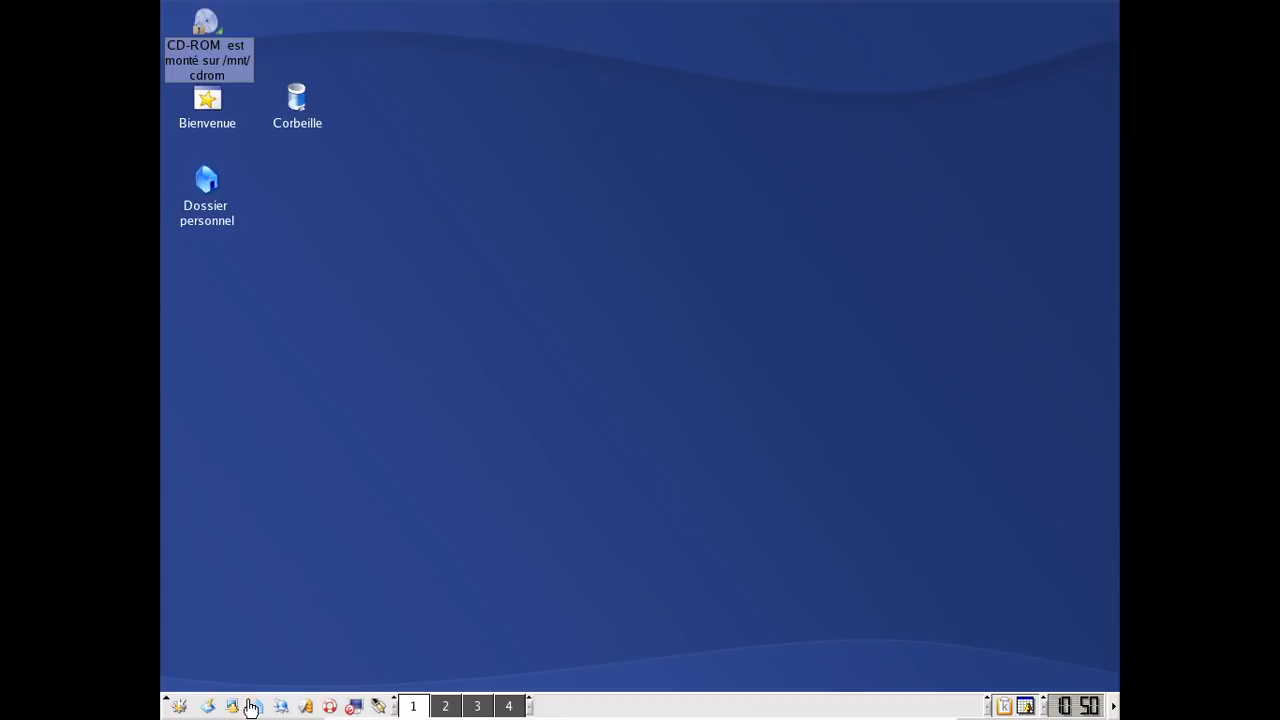 CD-ROM est
monté sur /mnt/
cdrom
Bienvenue
Corbeille
Dossier
personnel
1 2 3 4
10 50